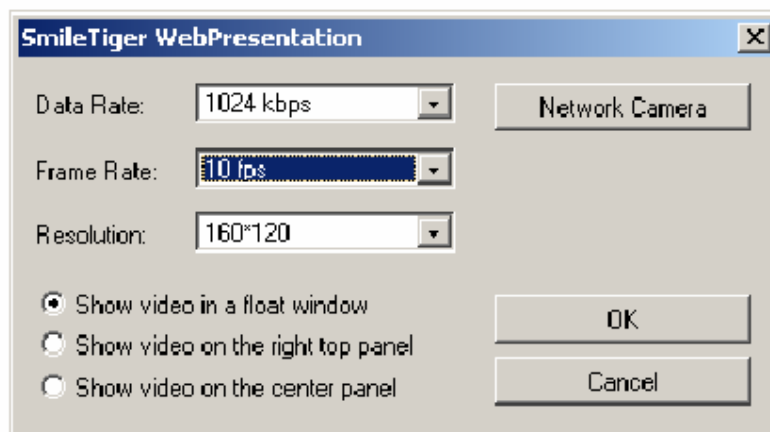 SmileTiger WebPresentation
Data Rate: 1024 kbps Network Camera
Frame Rate: 10 fps
Resolution: 160*120
Show video in a float window
OK
Show video on the right top panel
Show video on the center panel
Cancel